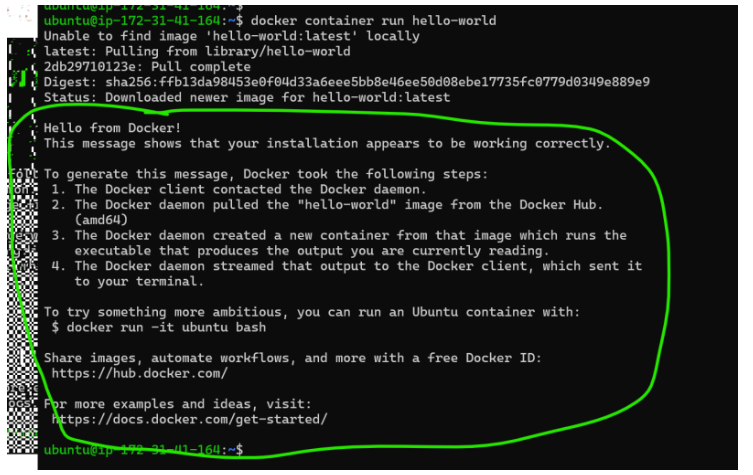 ubuntu@ip-172-31-41-164:~$
ubuntu@ip-172-31-41-164:~$ docker container run hello-world
Unable to find image 'hello-world:latest' locally
latest: Pulling from library/hello-world
2db29710123e: Pull complete
Digest: sha256:ffb13da98453e0f04d33a6eee5bb8e46ee50d08ebe17735fc0779d0349e889e9
Status: Downloaded newer image for hello-world:latest
Hello from Docker!
This message shows that your installation appears to be working correctly.
To generate this message, Docker took the following steps:
1. The Docker client contacted the Docker daemon.
2. The Docker daemon pulled the "hello-world" image from the Docker Hub.
(amd64)
3. The Docker daemon created a new container from that image which runs the
executable that produces the output you are currently reading.
4. The Docker daemon streamed that output to the Docker client, which sent it
to your terminal.
To try something more ambitious, you can run an Ubuntu container with:
$ docker run -it ubuntu bash
Share images, automate workflows, and more with a free Docker ID:
https://hub.docker.com/
For more examples and ideas, visit:
https://docs.docker.com/get-started/
ubuntu@ip-172-31-41-164:~$